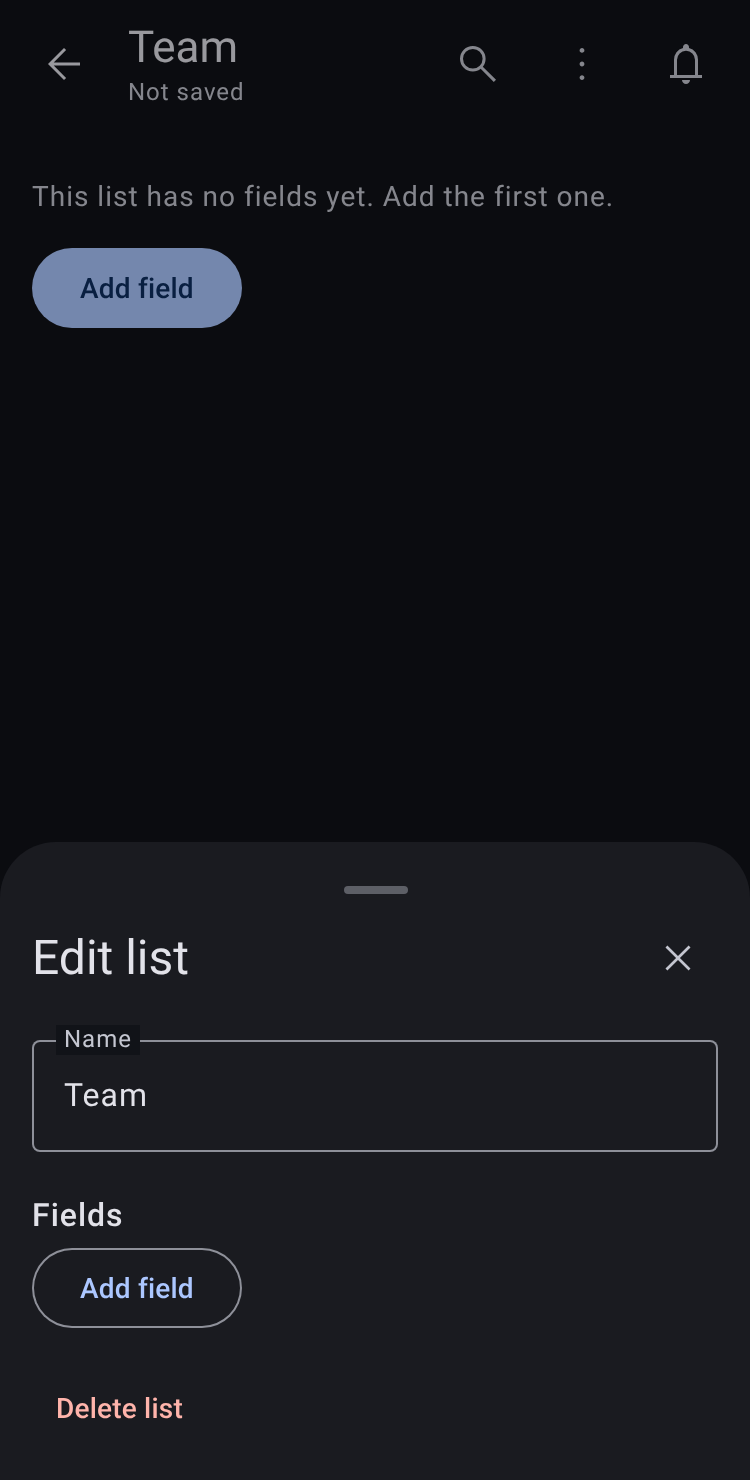 Team
Not saved
This list has no fields yet. Add the first one.
Add field
Edit list
Name
Team
Fields
Add field
Delete list